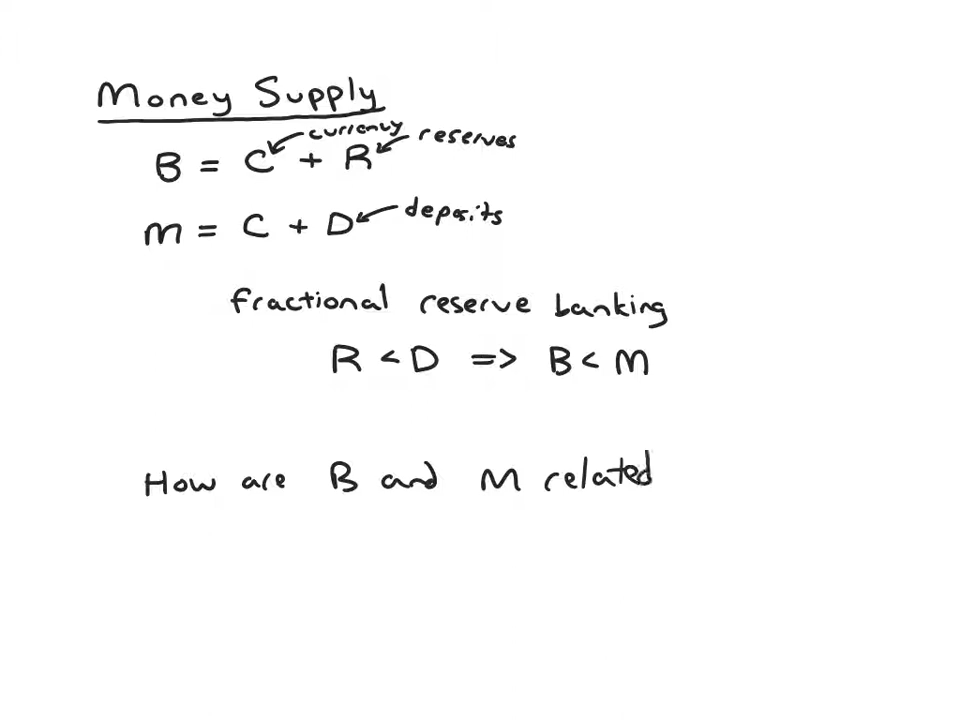 Money Supply
currency reserves
B = C + R
M = C + D deposits
fractional reserve banking
R < D => B < M
How are B and M related